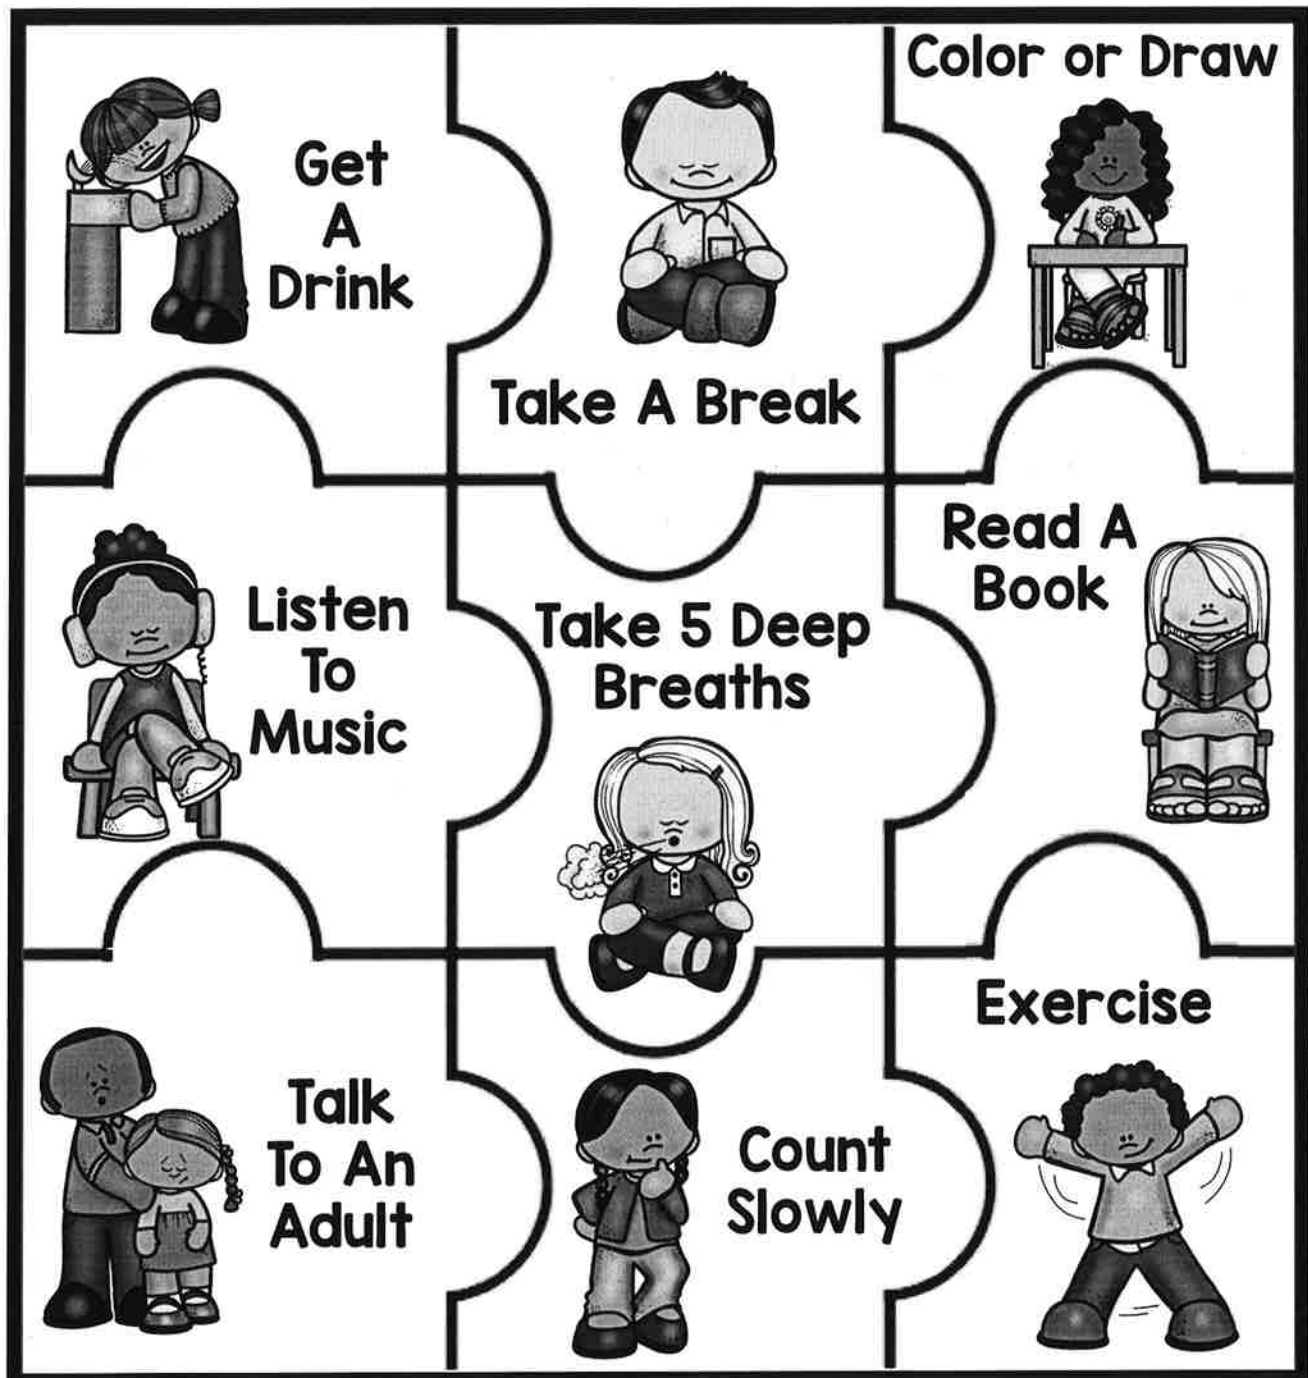 Get
A
Drink
Take A Break
Color or Draw
Listen
To
Music
Take 5 Deep
Breaths
Read A
Book
Talk
To An
Adult
Count
Slowly
Exercise